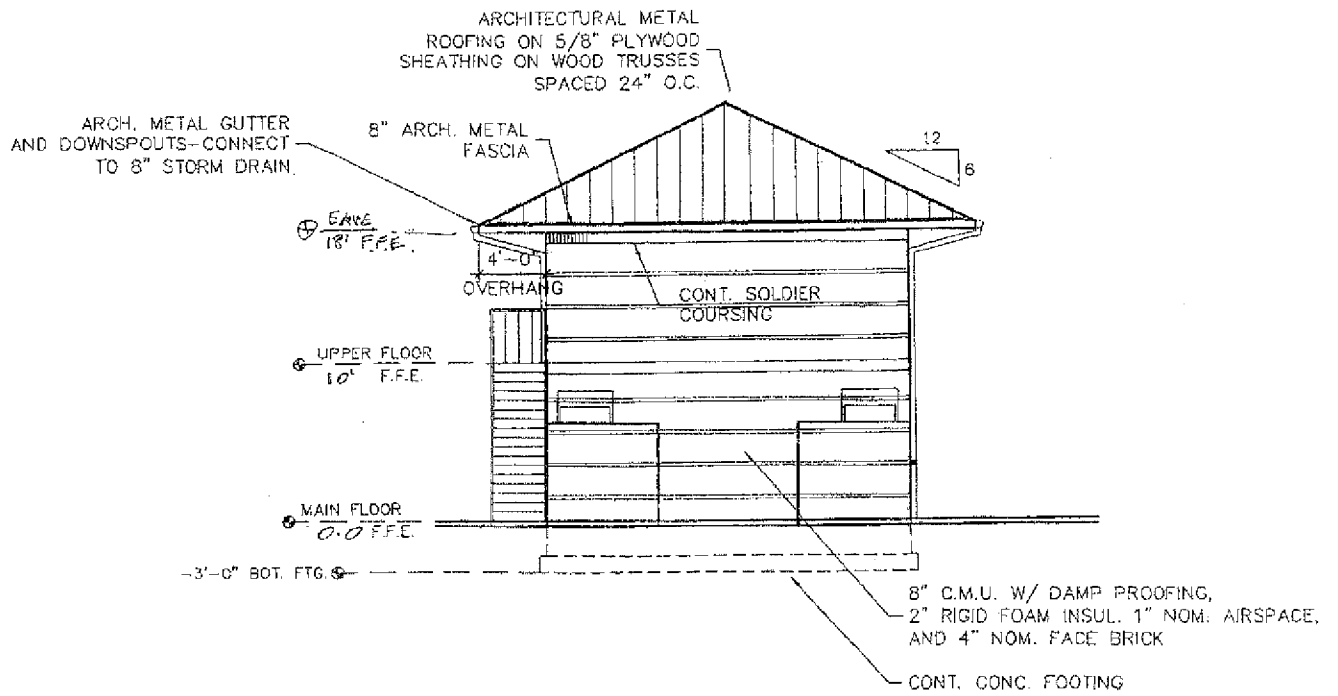 ARCHITECTURAL METAL
ROOFING ON 5/8" PLYWOOD
SHEATHING ON WOOD TRUSSES
SPACED 24" O.C.
ARCH. METAL GUTTER
AND DOWNSPOUTS-CONNECT
TO 8" STORM DRAIN.
8" ARCH. METAL
FASCIA
12
6
EAVE
18' F.F.E.
4'-0"
OVERHANG
CONT. SOLDIER
COURSING
UPPER FLOOR
10' F.F.E.
MAIN FLOOR
0.0 F.F.E.
-3'-0" BOT. FTG.
8" C.M.U. W/ DAMP PROOFING,
2" RIGID FOAM INSUL. 1" NOM. AIRSPACE,
AND 4" NOM. FACE BRICK
CONT. CONC. FOOTING